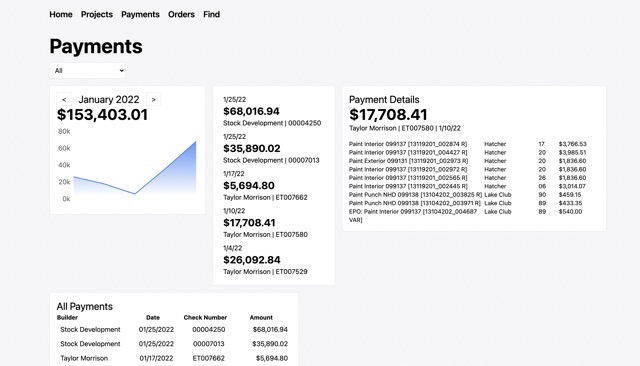 Home Projects Payments Orders Find
Payments
All
< January 2022 >
$153,403.01
80k
60k
40k
20k
0k
1/25/22
$68,016.94
Stock Development | 00004250
1/25/22
$35,890.02
Stock Development | 00007013
1/17/22
$5,694.80
Taylor Morrison | ET007662
1/10/22
$17,708.41
Taylor Morrison | ET007580
1/4/22
$26,092.84
Taylor Morrison | ET007529
Payment Details
$17,708.41
Taylor Morrison | ET007580 | 1/10/22
Paint Interior 099137 [13119201_002874 R] Hatcher 17 $3,766.53
Paint Interior 099137 [13119201_004427 R] Hatcher 20 $3,985.51
Paint Exterior 099131 [13119201_002973 R] Hatcher 20 $1,836.60
Paint Interior 099137 [13119201_002972 R] Hatcher 20 $1,836.60
Paint Interior 099137 [13119201_002565 R] Hatcher 26 $1,836.60
Paint Interior 099137 [13119201_002445 R] Hatcher 06 $3,014.07
Paint Punch NHD 099138 [13104202_003825 R] Lake Club 90 $459.15
Paint Punch NHD 099138 [13104202_003971 R] Lake Club 89 $433.35
EPO: Paint Interior 099137 [13104202_004687 Lake Club 89 $540.00
VAR]
All Payments
Builder Date Check Number Amount
Stock Development 01/25/2022 00004250 $68,016.94
Stock Development 01/25/2022 00007013 $35,890.02
Taylor Morrison 01/17/2022 ET007662 $5,694.80